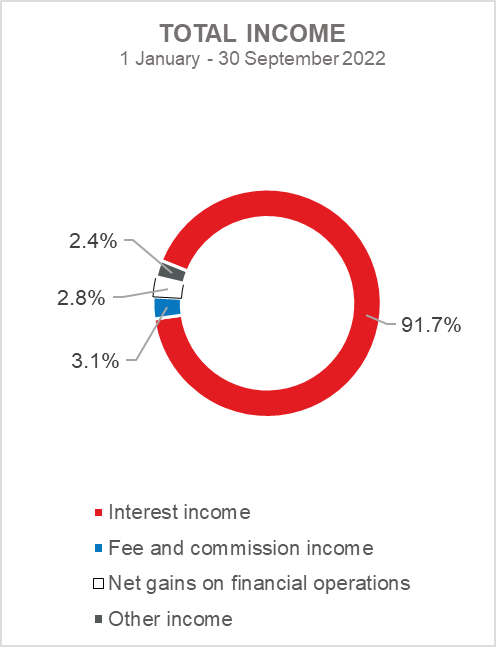 TOTAL INCOME
1 January - 30 September 2022
2.4%
2.8%
91.7%
3.1%
Interest income
Fee and commission income
Net gains on financial operations
Other income